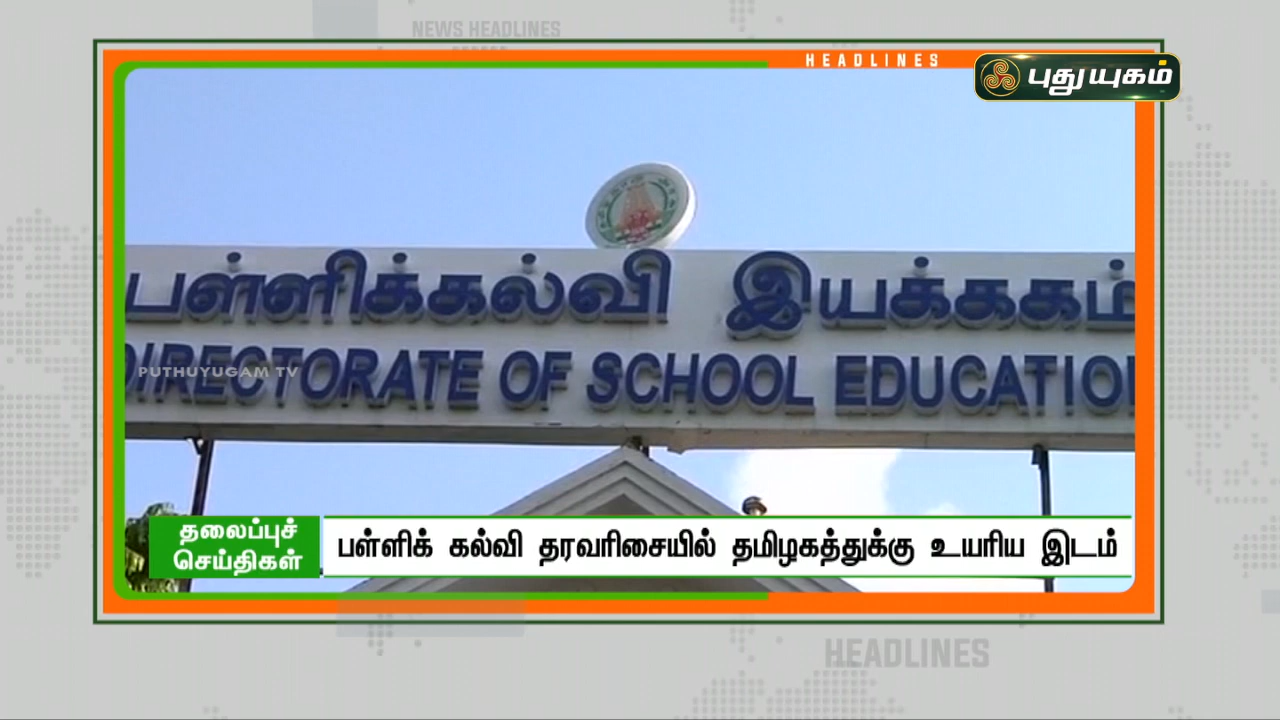 NEWS HEADLINES
HEADLINES
புதுயுகம்
பள்ளிக்கல்வி இயக்ககம்
DIRECTORATE OF SCHOOL EDUCATION
PUTHUYUGAM TV
தலைப்புச் செய்திகள்
பள்ளிக் கல்வி தரவரிசையில் தமிழகத்துக்கு உயரிய இடம்
HEADLINES